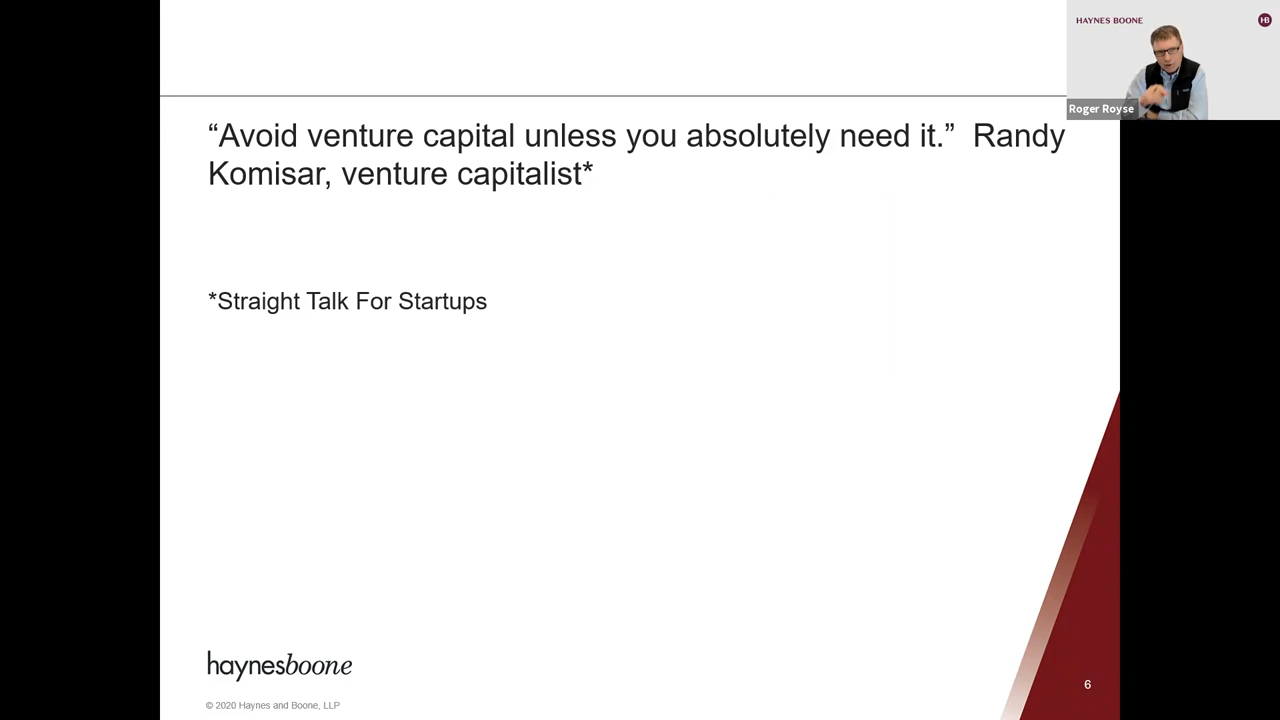 HAYNES BOONE
HB
Roger Royse
“Avoid venture capital unless you absolutely need it.” Randy
Komisar, venture capitalist*
*Straight Talk For Startups
haynesboone
© 2020 Haynes and Boone, LLP
6